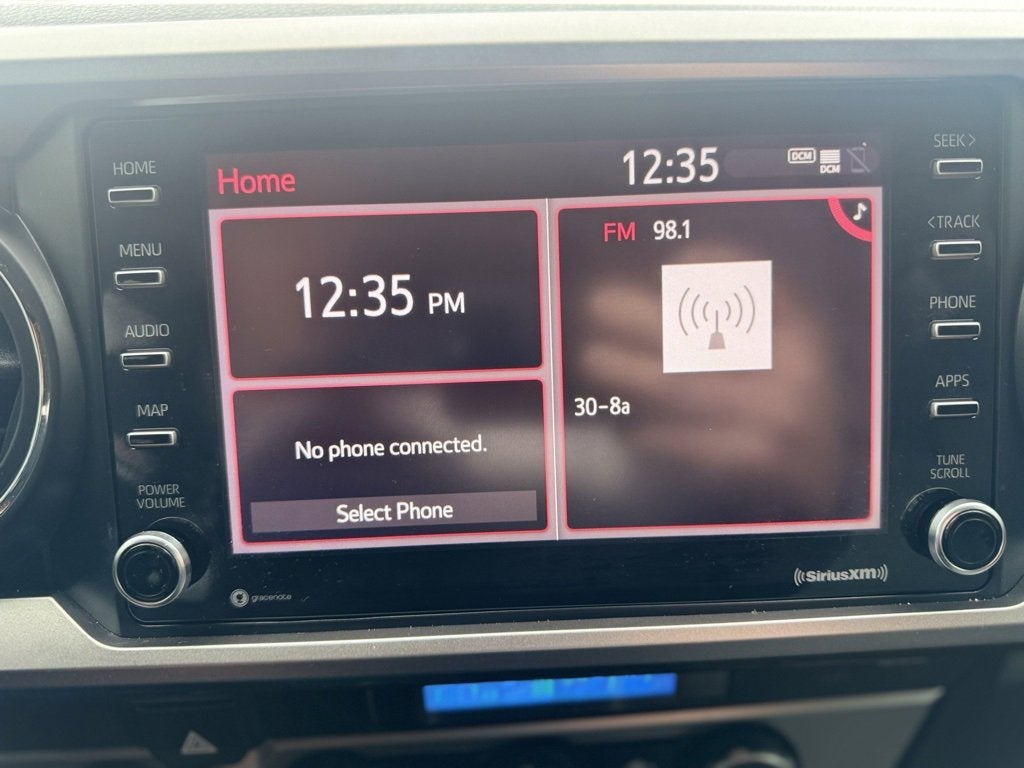 HOME
MENU
AUDIO
MAP
POWER
VOLUME
Home
12:35
DCM
DCM
12:35 PM
No phone connected.
Select Phone
FM 98.1
30-8a
SEEK >
< TRACK
PHONE
APPS
TUNE
SCROLL
gracenote
SiriusXM